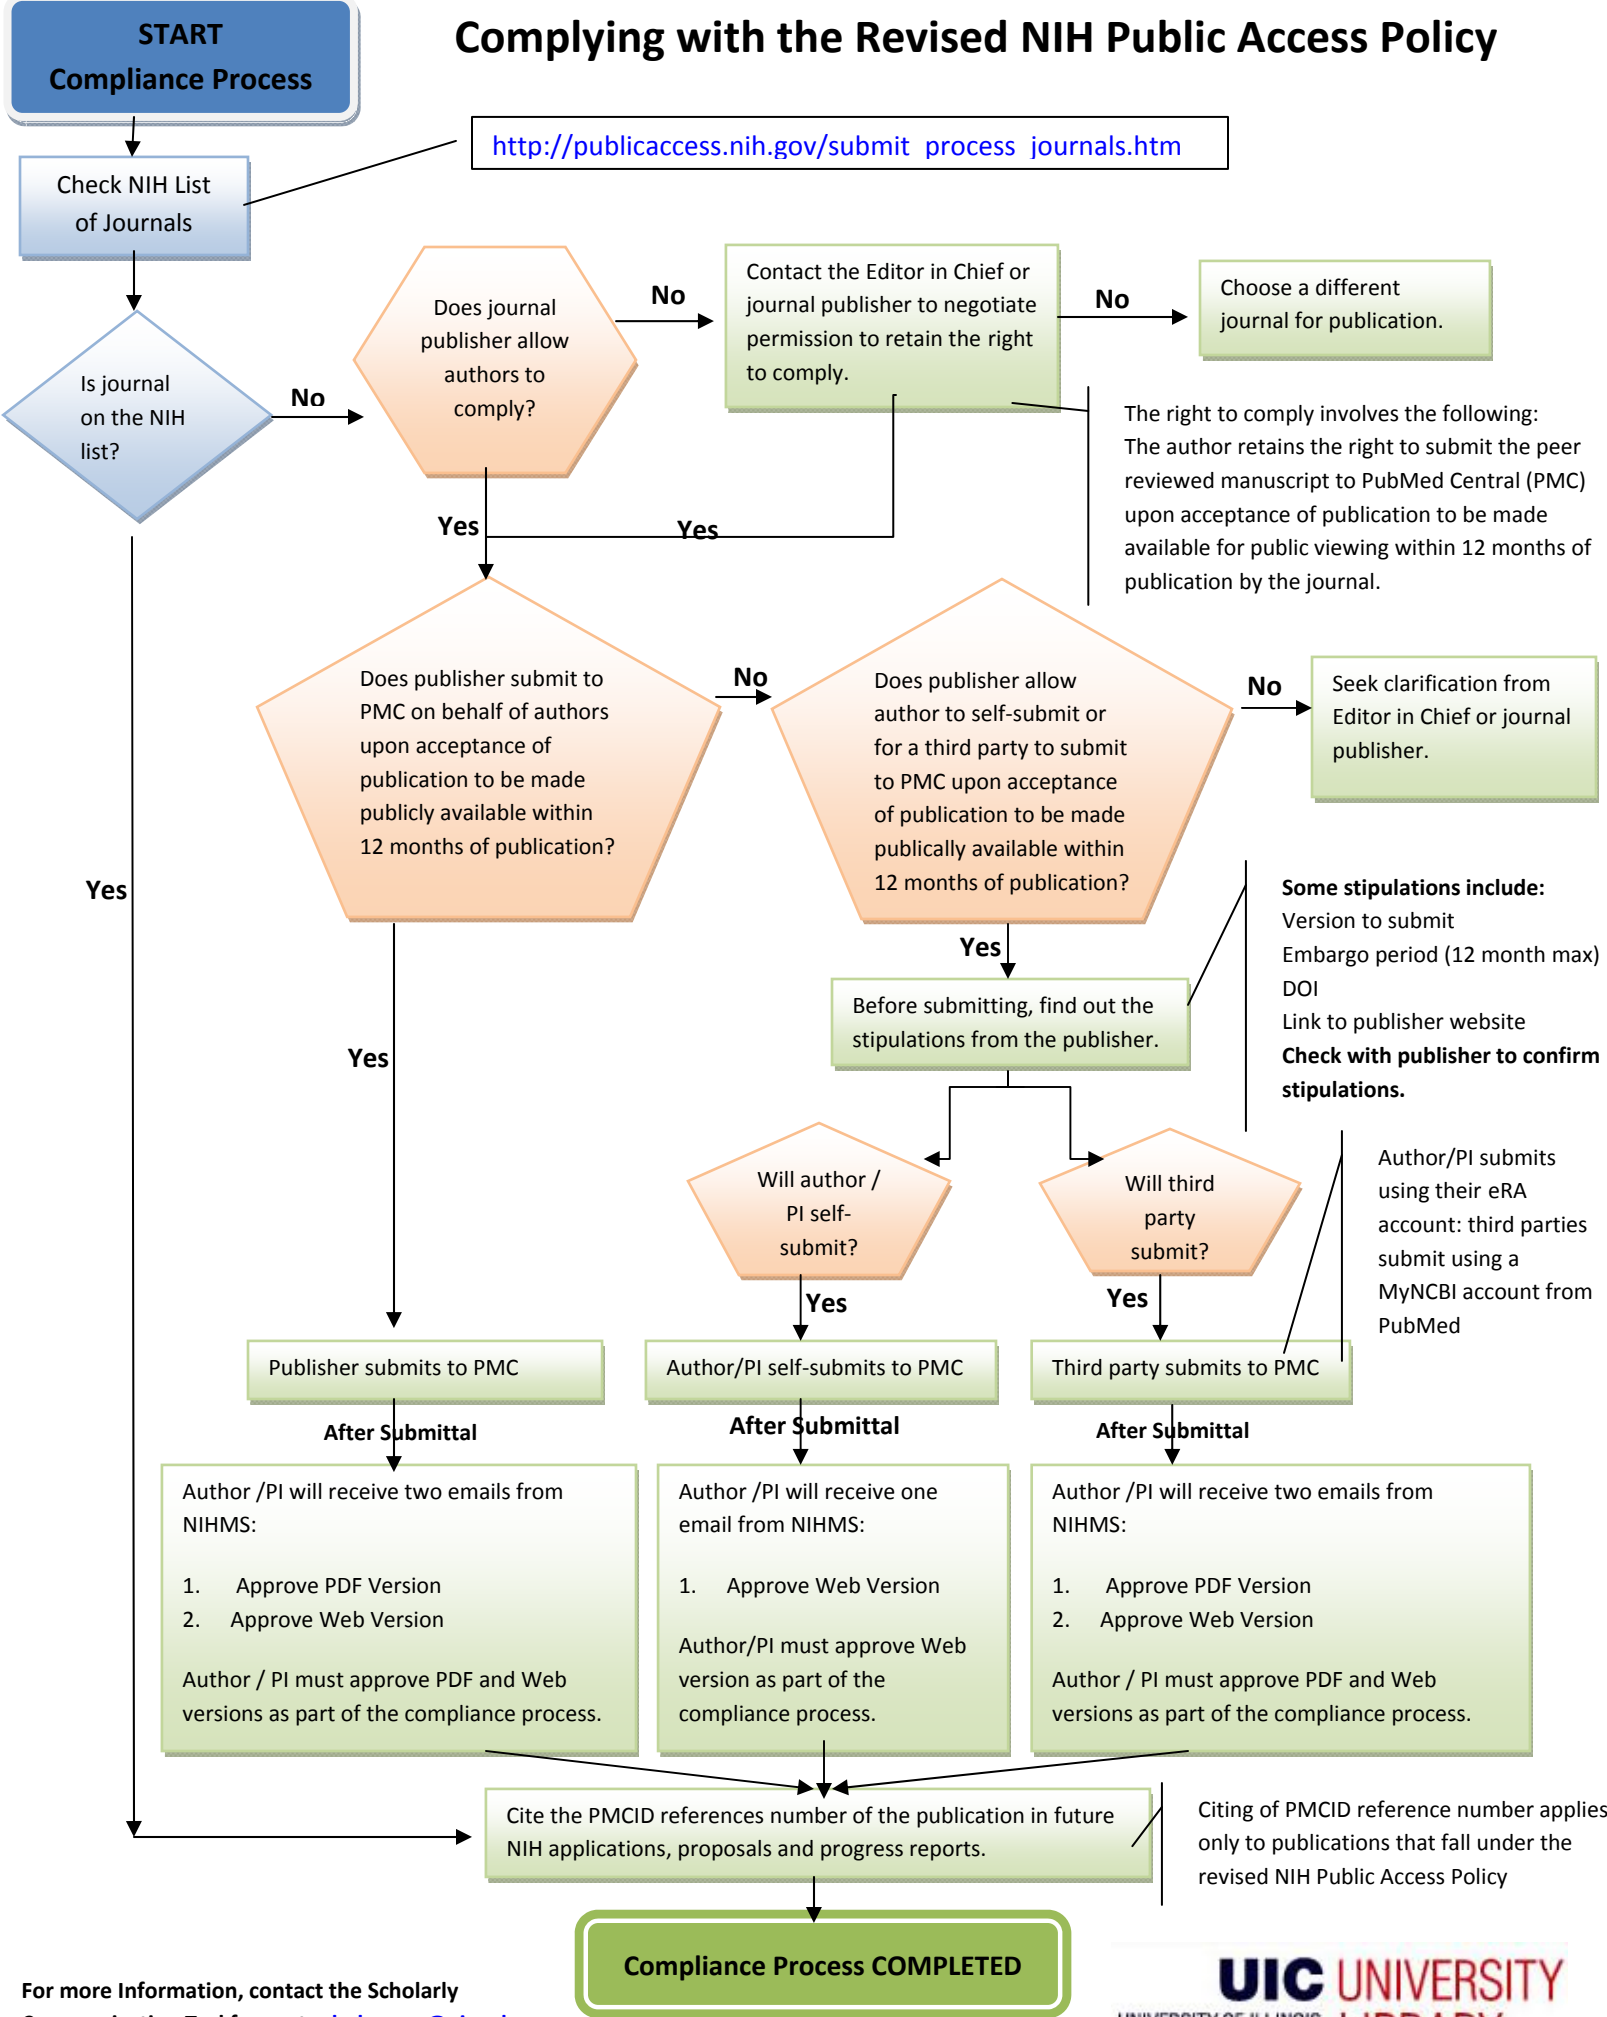 START
Compliance Process
Complying with the Revised NIH Public Access Policy
http://publicaccess.nih.gov/submit_process_journals.htm
Check NIH List
of Journals
Is journal
on the NIH
list?
No
Does journal
publisher allow
authors to
comply?
No
Contact the Editor in Chief or
journal publisher to negotiate
permission to retain the right
to comply.
No
Choose a different
journal for publication.
The right to comply involves the following:
The author retains the right to submit the peer
reviewed manuscript to PubMed Central (PMC)
upon acceptance of publication to be made
available for public viewing within 12 months of
publication by the journal.
Yes
Yes
Does publisher submit to
PMC on behalf of authors
upon acceptance of
publication to be made
publicly available within
12 months of publication?
No
Does publisher allow
author to self-submit or
for a third party to submit
to PMC upon acceptance
of publication to be made
publically available within
12 months of publication?
No
Seek clarification from
Editor in Chief or journal
publisher.
Yes
Yes
Yes
Before submitting, find out the
stipulations from the publisher.
Some stipulations include:
Version to submit
Embargo period (12 month max)
DOI
Link to publisher website
Check with publisher to confirm
stipulations.
Will author /
PI self-
submit?
Will third
party
submit?
Author/PI submits
using their eRA
account: third parties
submit using a
MyNCBI account from
PubMed
Yes
Yes
Publisher submits to PMC
Author/PI self-submits to PMC
Third party submits to PMC
After Submittal
After Submittal
After Submittal
Author /PI will receive two emails from
NIHMS:
1. Approve PDF Version
2. Approve Web Version
Author / PI must approve PDF and Web
versions as part of the compliance process.
Author /PI will receive one
email from NIHMS:
1. Approve Web Version
Author/PI must approve Web
version as part of the
compliance process.
Author /PI will receive two emails from
NIHMS:
1. Approve PDF Version
2. Approve Web Version
Author / PI must approve PDF and Web
versions as part of the compliance process.
Cite the PMCID references number of the publication in future
NIH applications, proposals and progress reports.
Citing of PMCID reference number applies
only to publications that fall under the
revised NIH Public Access Policy
Compliance Process COMPLETED
For more Information, contact the Scholarly
UIC UNIVERSITY
UNIVERSITY OF ILLINOIS LIBRARY